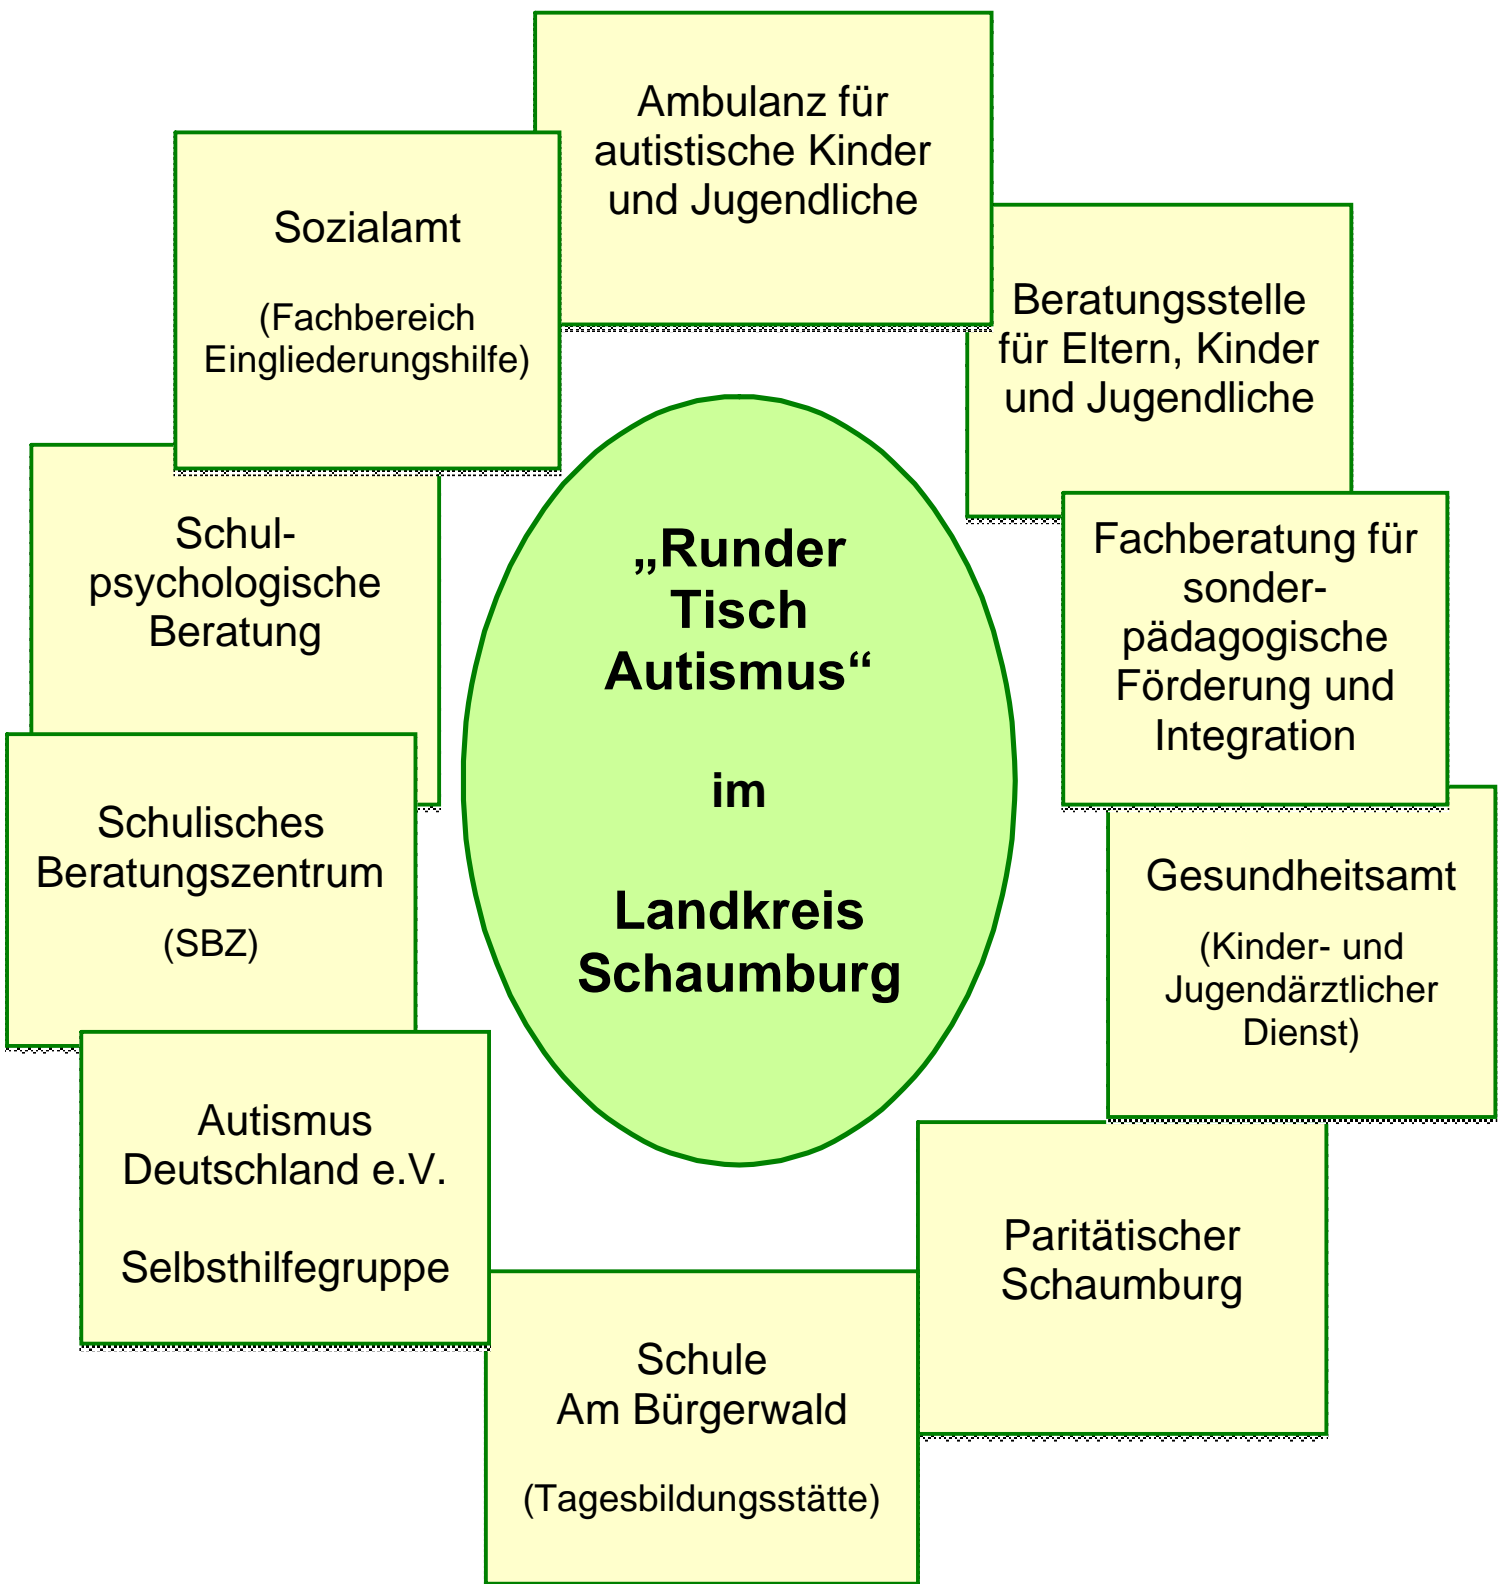 Ambulanz für
autistische Kinder
und Jugendliche
Beratungsstelle
für Eltern, Kinder
und Jugendliche
Fachberatung für
sonder-
pädagogische
Förderung und
Integration
Gesundheitsamt
(Kinder- und
Jugendärztlicher
Dienst)
Paritätischer
Schaumburg
Schule
Am Bürgerwald
(Tagesbildungsstätte)
Autismus
Deutschland e.V.
Selbsthilfegruppe
Schulisches
Beratungszentrum
(SBZ)
Schul-
psychologische
Beratung
Sozialamt
(Fachbereich
Eingliederungshilfe)
„Runder
Tisch
Autismus“
im
Landkreis
Schaumburg